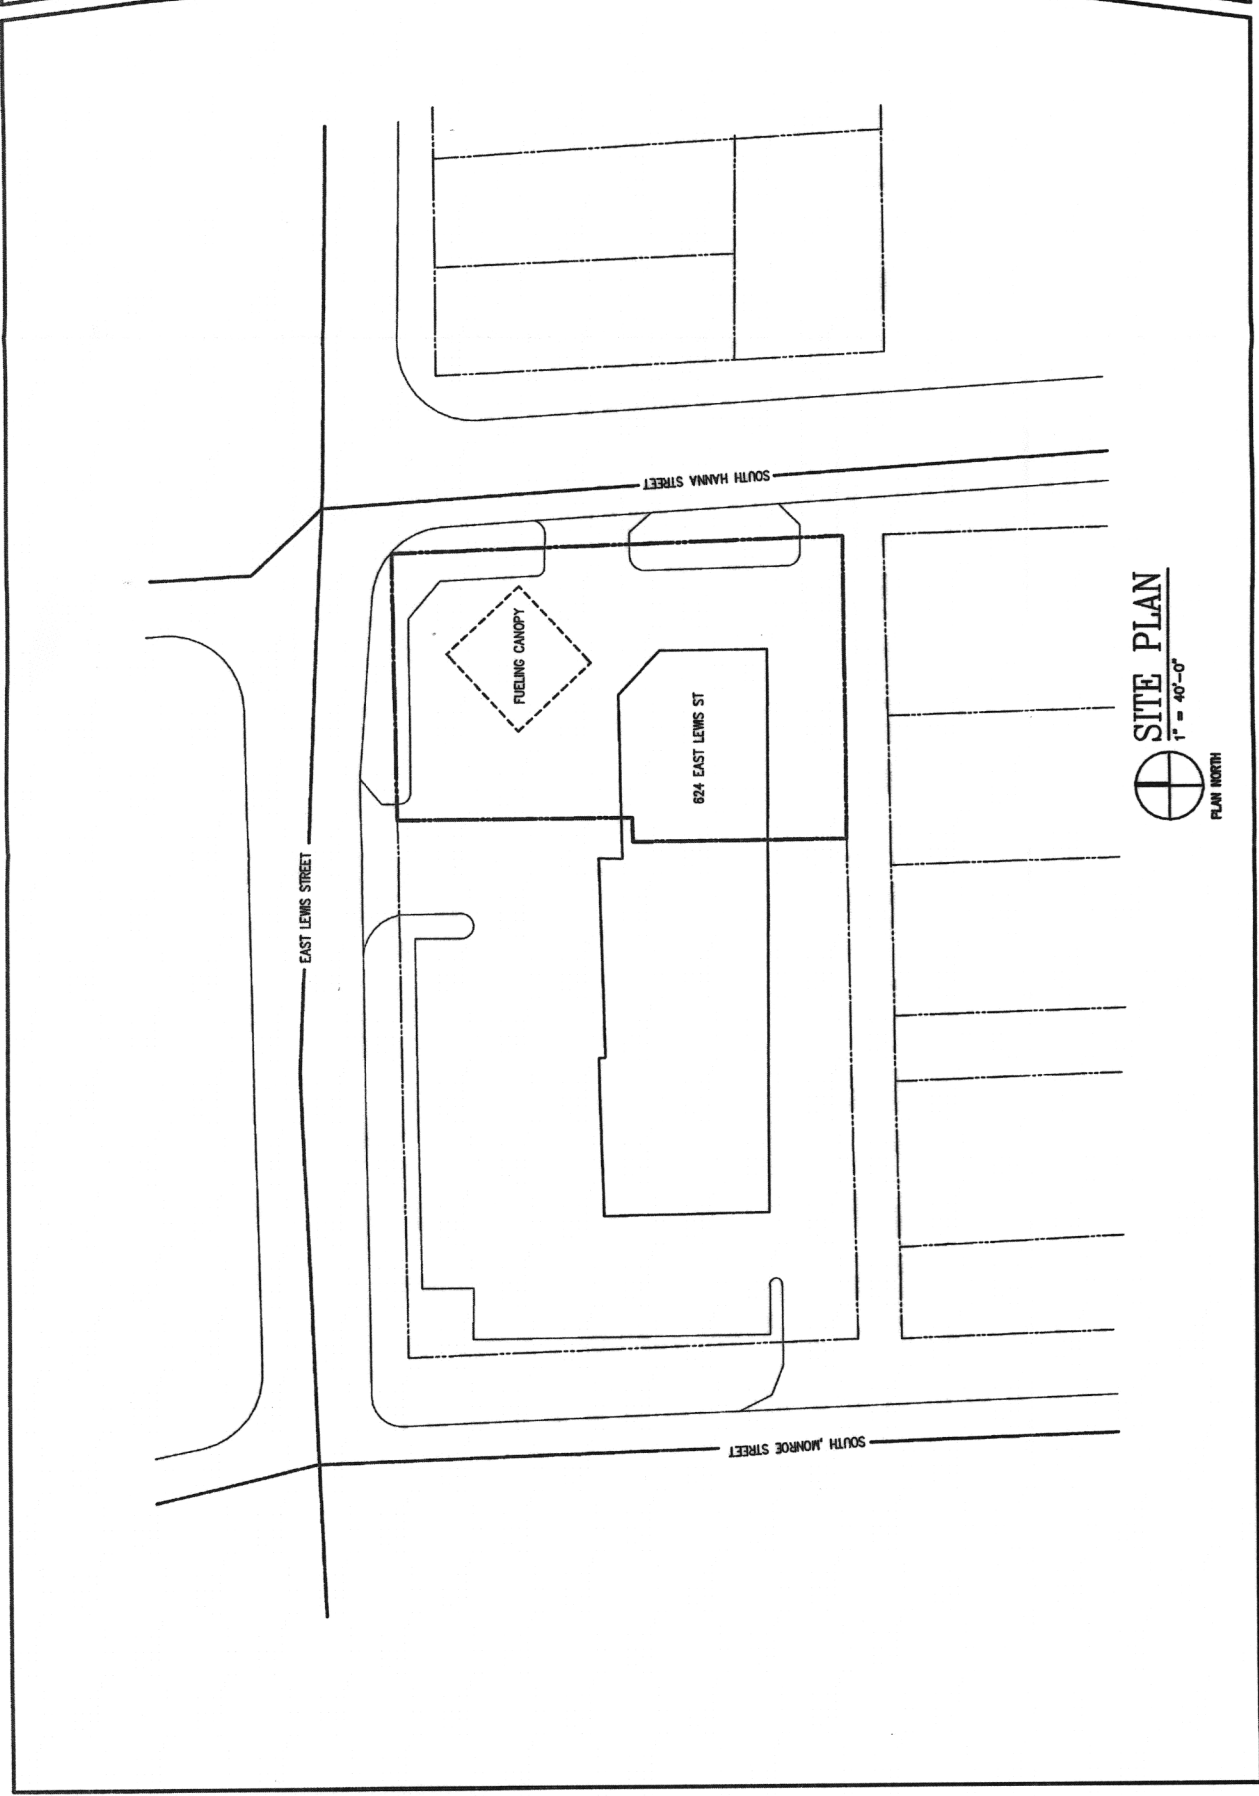 EAST LEWIS STREET
SOUTH HANNA STREET
FUELING CANOPY
624 EAST LEWIS ST
SOUTH ,MONROE STREET
SITE PLAN
1" = 40'-0"
PLAN NORTH